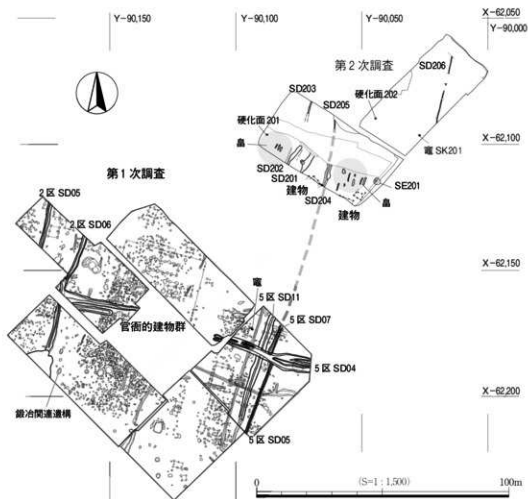 Y-90,150
Y-90,100
Y-90,050
X-62,050
Y-90,000
第2次調査
SD206
SD203
SD205
硬化面202
硬化面201
畠
X-62,100
竈 SK201
SD202
SD201
建物
SD204
建物
SE201
畠
第1次調査
2区 SD05
2区 SD06
X-62,150
竈
5区 SD11
5区 SD07
官衙的建物群
5区 SD04
X-62,200
鍛冶関連遺構
5区 SD05
0
(S=1：1,500)
100m